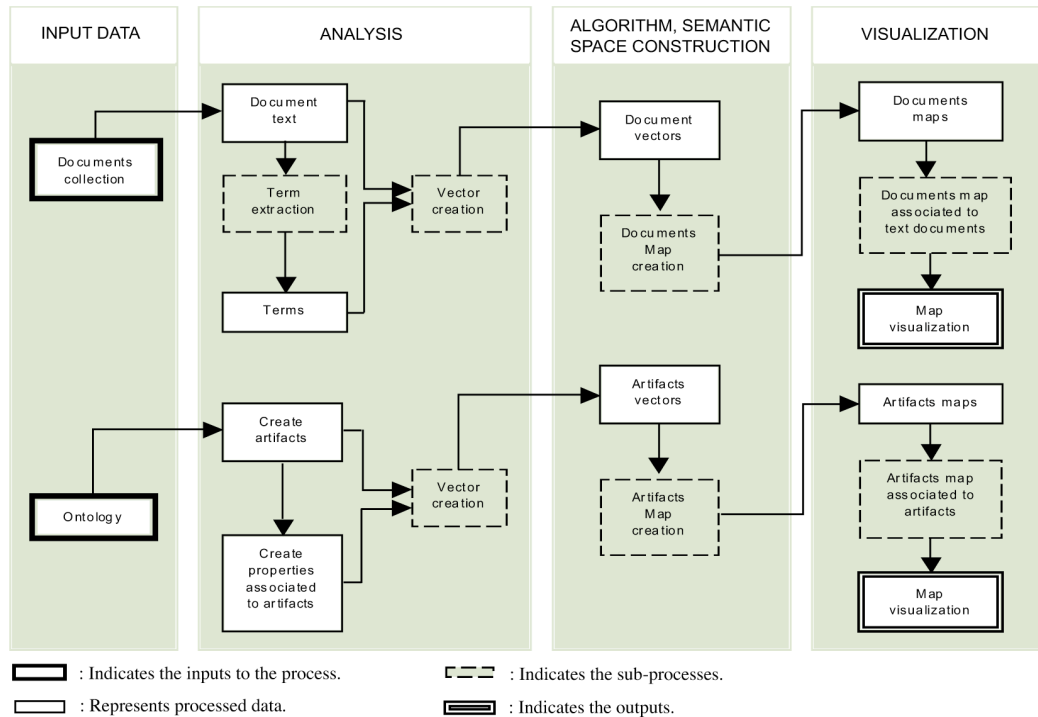 INPUT DATA
ANALYSIS
ALGORITHM, SEMANTIC
SPACE CONSTRUCTION
VISUALIZATION
Documents
collection
Document
text
Term
extraction
Terms
Vector
creation
Document
vectors
Documents
Map
creation
Documents
maps
Documents map
associated to
text documents
Map
visualization
Ontology
Create
artifacts
Create
properties
associated
to artifacts
Vector
creation
Artifacts
vectors
Artifacts
Map
creation
Artifacts maps
Artifacts map
associated to
artifacts
Map
visualization
: Indicates the inputs to the process.
: Indicates the sub-processes.
: Represents processed data.
: Indicates the outputs.